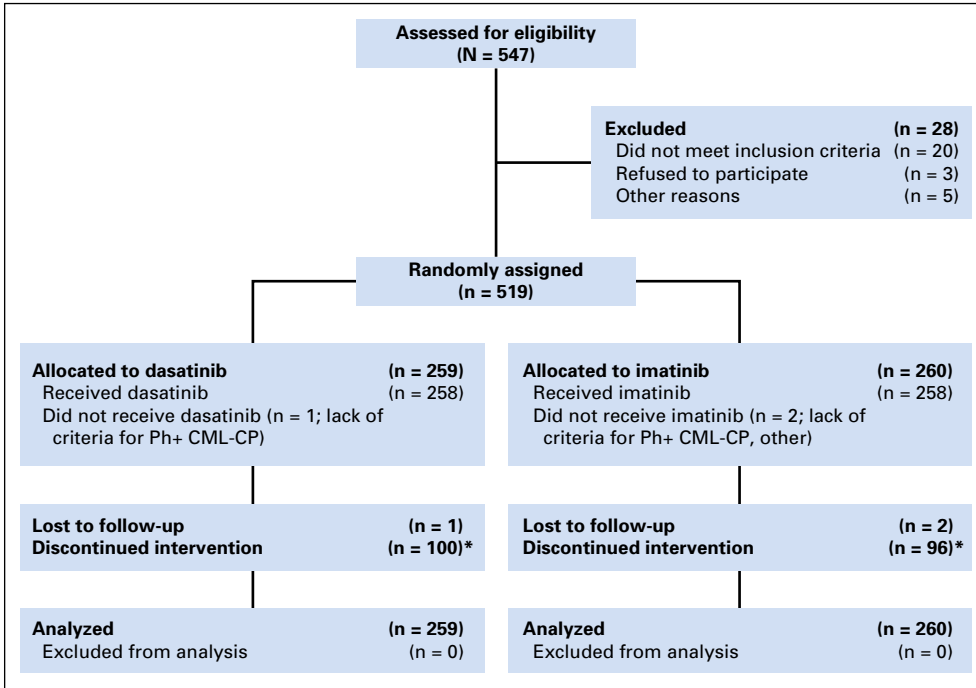 Assessed for eligibility
(N = 547)
Excluded (n = 28)
Did not meet inclusion criteria (n = 20)
Refused to participate (n = 3)
Other reasons (n = 5)
Randomly assigned
(n = 519)
Allocated to dasatinib (n = 259)
Received dasatinib (n = 258)
Did not receive dasatinib (n = 1; lack of
criteria for Ph+ CML-CP)
Allocated to imatinib (n = 260)
Received imatinib (n = 258)
Did not receive imatinib (n = 2; lack of
criteria for Ph+ CML-CP, other)
Lost to follow-up (n = 1)
Discontinued intervention (n = 100)*
Lost to follow-up (n = 2)
Discontinued intervention (n = 96)*
Analyzed (n = 259)
Excluded from analysis (n = 0)
Analyzed (n = 260)
Excluded from analysis (n = 0)